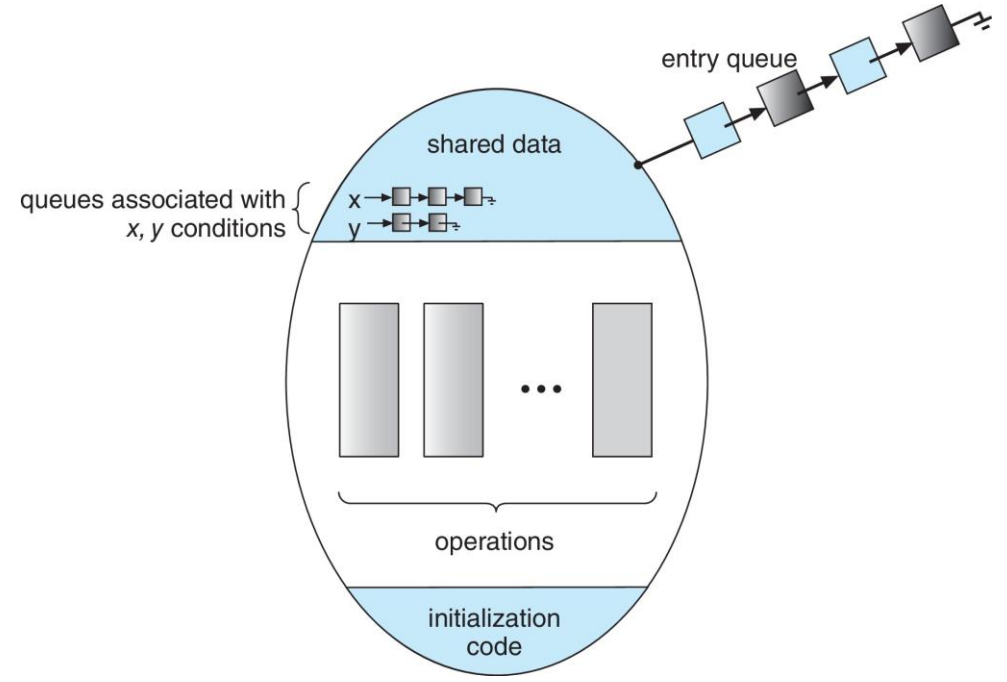 entry queue
shared data
queues associated with
x, y conditions
x
y
operations
initialization
code